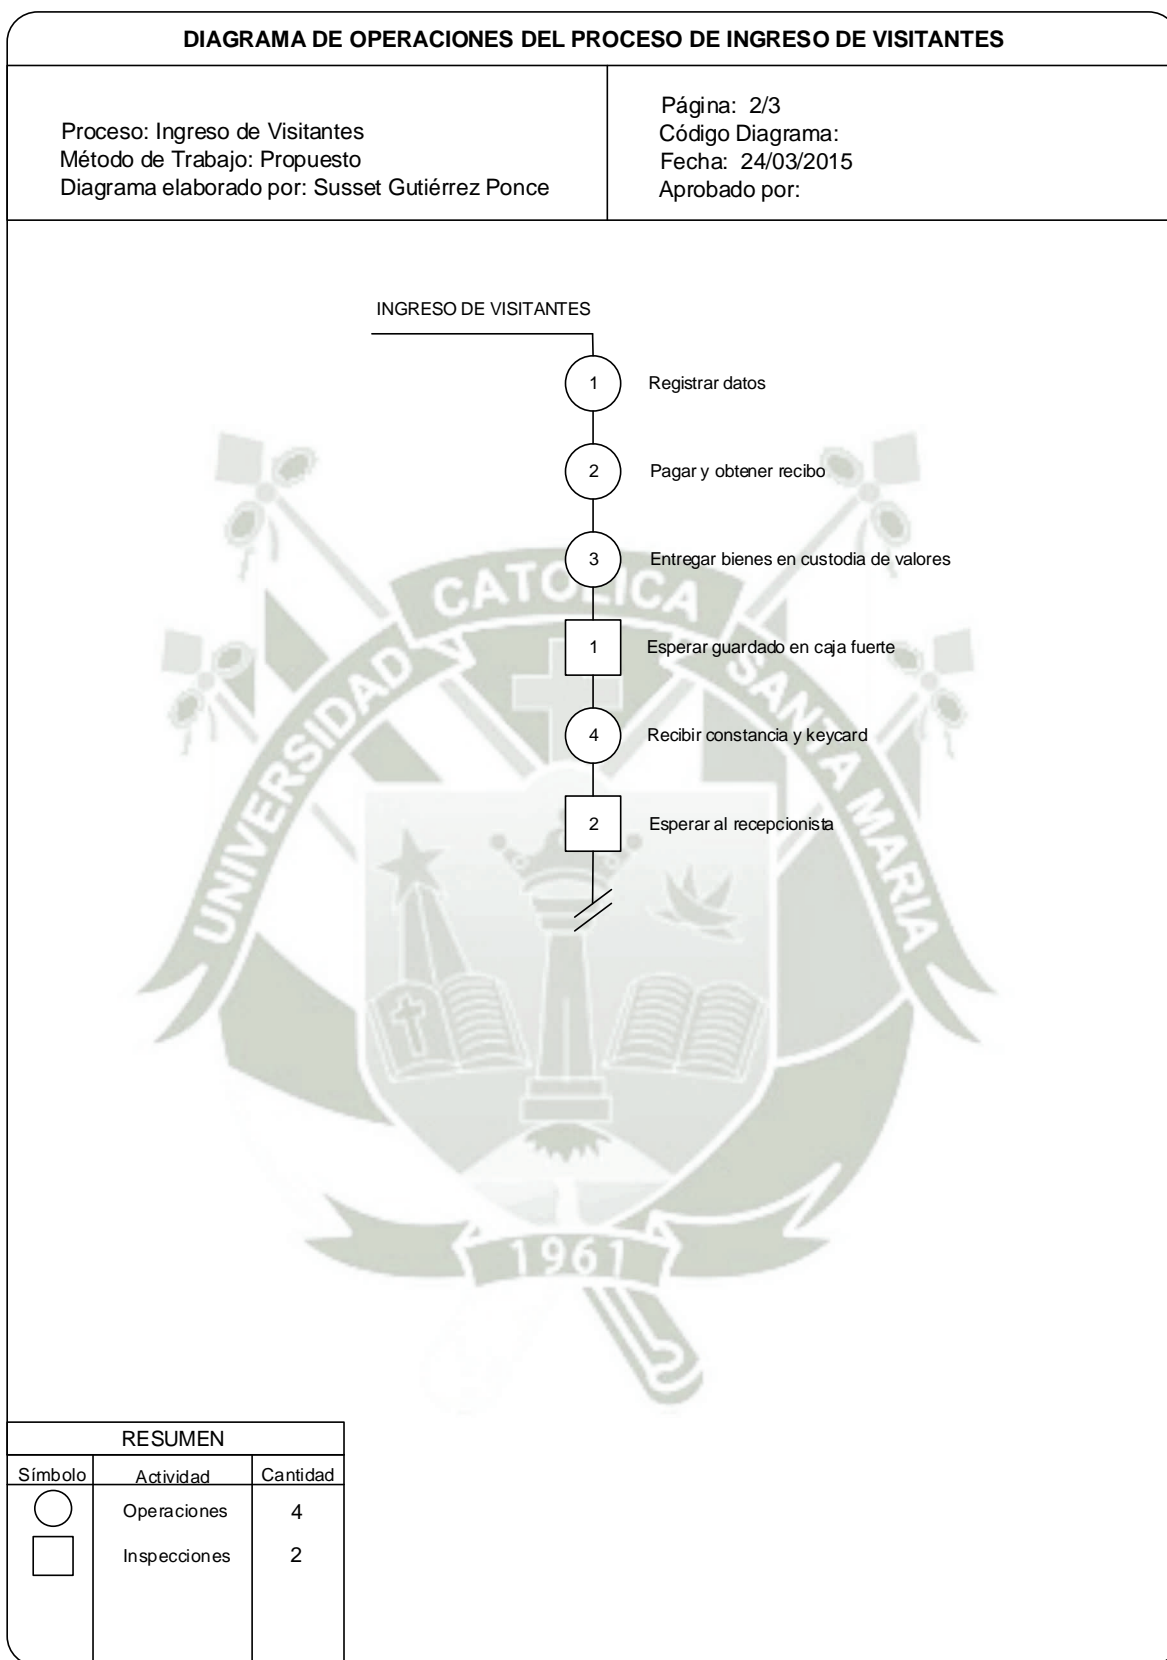 DIAGRAMA DE OPERACIONES DEL PROCESO DE INGRESO DE VISITANTES
Proceso: Ingreso de Visitantes
Método de Trabajo: Propuesto
Diagrama elaborado por: Susset Gutiérrez Ponce
Página: 2/3
Código Diagrama:
Fecha: 24/03/2015
Aprobado por:
INGRESO DE VISITANTES
1 Registrar datos
2 Pagar y obtener recibo
3 Entregar bienes en custodia de valores
1 Esperar guardado en caja fuerte
4 Recibir constancia y keycard
2 Esperar al recepcionista
UNIVERSIDAD CATOLICA SANTA MARIA
1961
RESUMEN
Símbolo Actividad Cantidad
Operaciones 4
Inspecciones 2